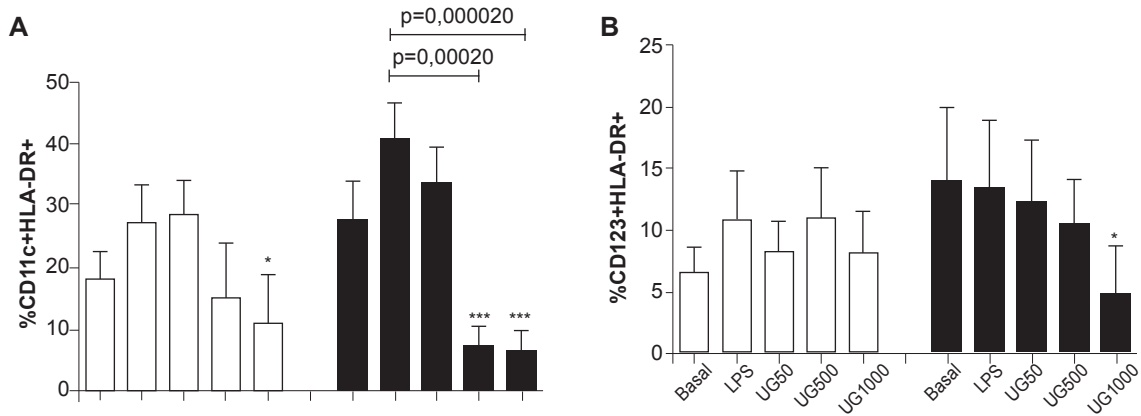 A
p=0,000020
p=0,00020
%CD11c+HLA-DR+
50
40
30
20
10
0
*
***
***
B
%CD123+HLA-DR+
25
20
15
10
5
0
*
Basal
LPS
UG50
UG500
UG1000
Basal
LPS
UG50
UG500
UG1000